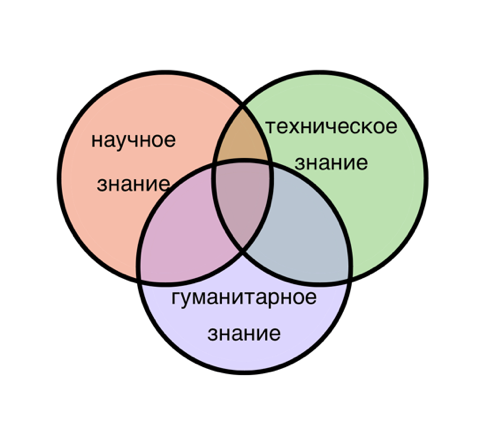 научное
знание
техническое
знание
гуманитарное
знание